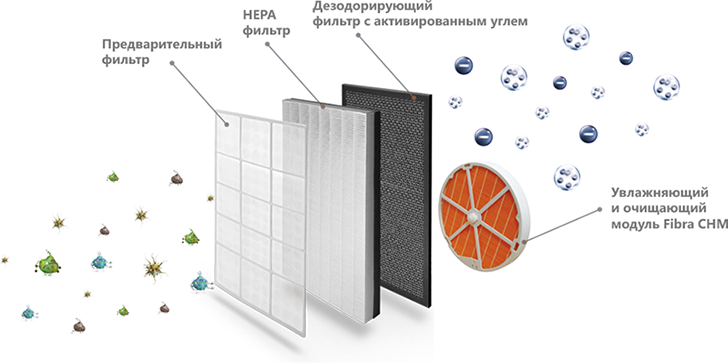 Предварительный
фильтр
HEPA
фильтр
Дезодорирующий
фильтр с активированным углем
Увлажняющий
и очищающий
модуль Fibra CHM